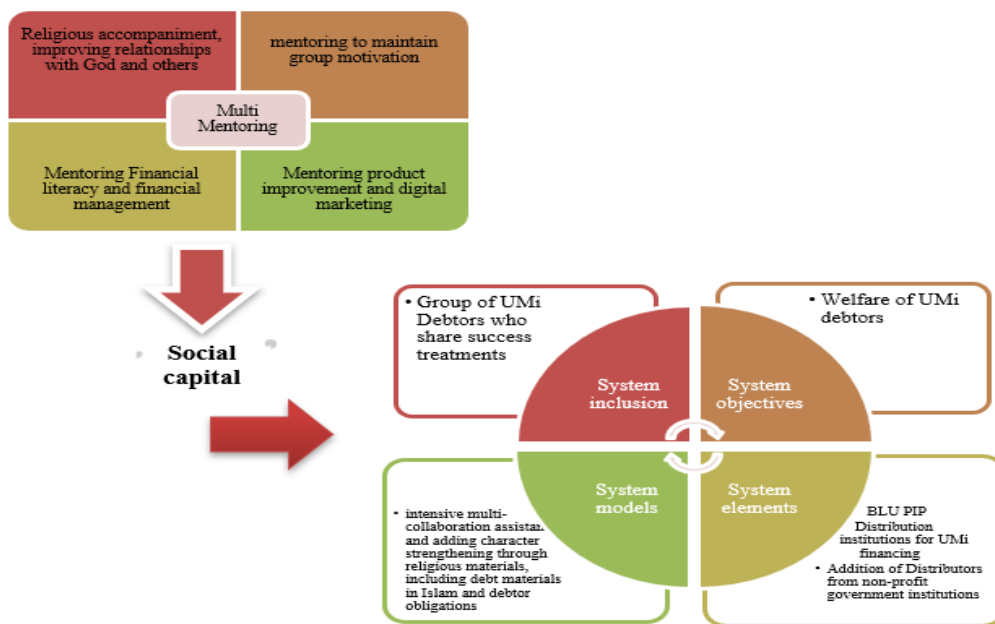 Religious accompaniment,
improving relationships
with God and others
mentoring to maintain
group motivation
Multi
Mentoring
Mentoring Financial
literacy and financial
management
Mentoring product
improvement and digital
marketing
Social
capital
• Group of UMi
Debtors who
share success
treatments
• Welfare of UMi
debtors
System
inclusion
System
objectives
System
models
System
elements
• intensive multi-
collaboration
and adding character
strengthening through
religious materials,
including debt materials
in Islam and debtor
obligations
BLU PIP
Distribution
institutions for UMi
financing
• Addition of Distributors
from non-profit
government institutions